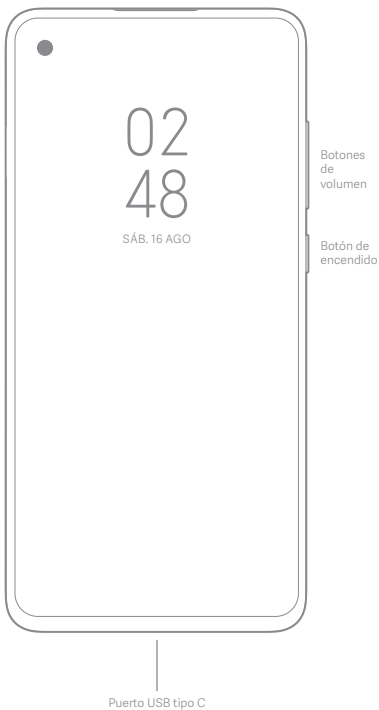 02
48
SÁB. 16 AGO
Botones
de
volumen
Botón de
encendido
Puerto USB tipo C